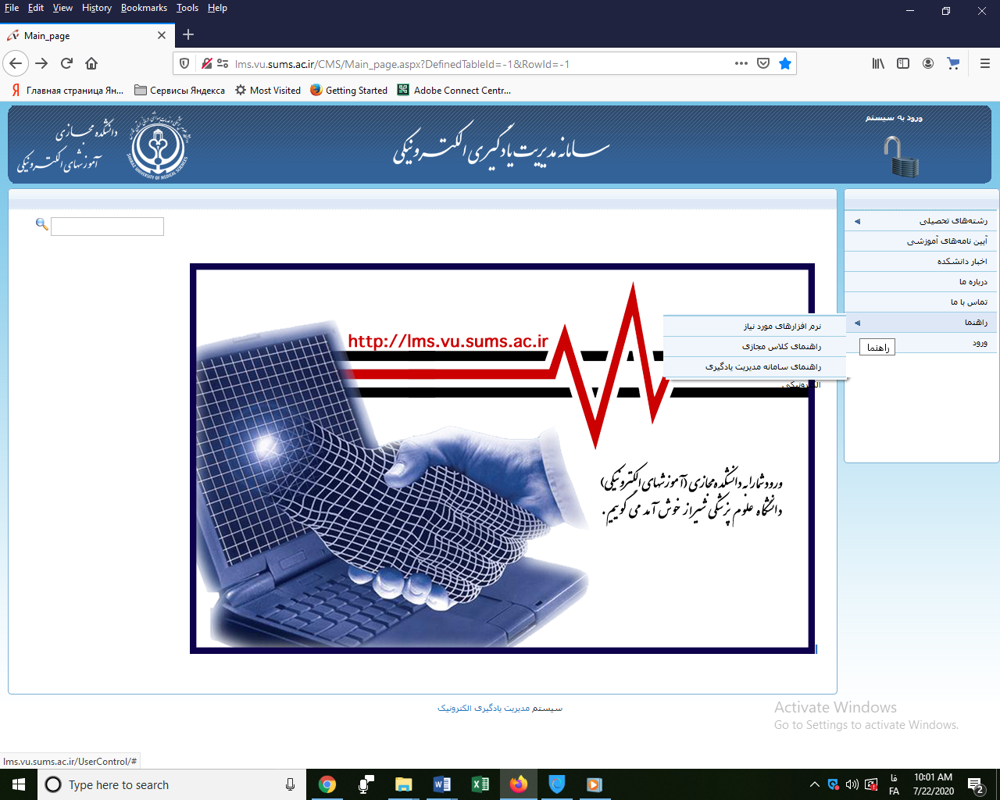 File Edit View History Bookmarks Tools Help
Main_page
lms.vu.sums.ac.ir/CMS/Main_page.aspx?DefinedTableId=-1&RowId=-1
Главная страница Ян... Сервисы Яндекса Most Visited Getting Started Adobe Connect Centr...
دانشکده مجازی
آموزشهای الکترونیکی
SHIRAZ UNIVERSITY OF MEDICAL SCIENCES
سامانه مدیریت یادگیری الکترونیکی
ورود به سیستم
رشته‌های تحصیلی
آیین نامه‌های آموزشی
اخبار دانشکده
درباره ما
تماس با ما
راهنما
ورود
راهنما
نرم افزارهای مورد نیاز
راهنمای کلاس مجازی
راهنمای سامانه مدیریت یادگیری
الکترونیکی
http://lms.vu.sums.ac.ir
ورود شما را به دانشکده مجازی (آموزشهای الکترونیکی)
دانشگاه علوم پزشکی شیراز خوش آمد می گوییم.
سیستم مدیریت یادگیری الکترونیک
Activate Windows
Go to Settings to activate Windows.
lms.vu.sums.ac.ir/UserControl/#
Type here to search
فا
FA
10:01 AM
7/22/2020
2